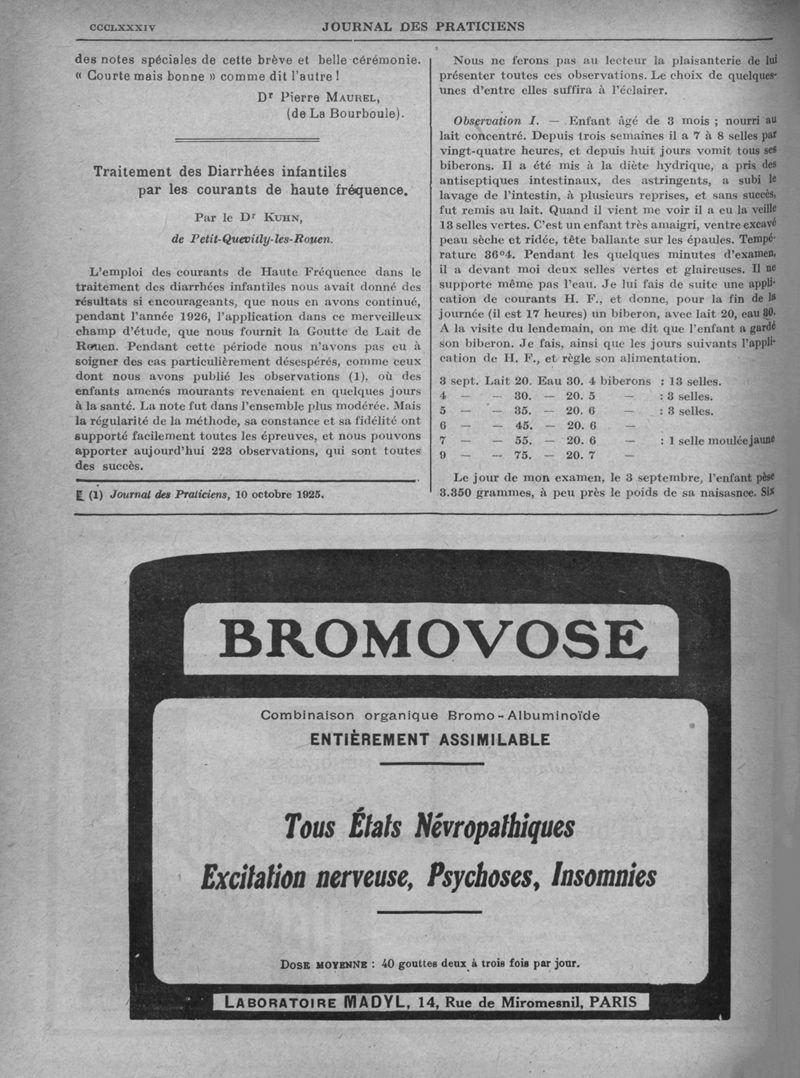 CCCLXXXIV
JOURNAL DES PRATICIENS
des notes spéciales de cette brève et belle cérémonie.
« Courte mais bonne » comme dit l'autre !
Dr Pierre MAUREL,
(de La Bourboule).
Traitement des Diarrhées infantiles
par les courants de haute fréquence.
Par le Dr KUHN,
de Petit-Quevilly-les-Rouen.
L'emploi des courants de Haute Fréquence dans le
traitement des diarrhées infantiles nous avait donné des
résultats si encourageants, que nous en avons continué,
pendant l'année 1926, l'application dans ce merveilleux
champ d'étude, que nous fournit la Goutte de Lait de
Rouen. Pendant cette période nous n'avons pas eu à
soigner des cas particulièrement désespérés, comme ceux
dont nous avons publié les observations (1), où des
enfants amenés mourants revenaient en quelques jours
à la santé. La note fut dans l'ensemble plus modérée. Mais
la régularité de la méthode, sa constance et sa fidélité ont
supporté facilement toutes les épreuves, et nous pouvons
apporter aujourd'hui 223 observations, qui sont toutes
des succès.
(1) Journal des Praticiens, 10 octobre 1925.
Nous ne ferons pas au lecteur la plaisanterie de lui
présenter toutes ces observations. Le choix de quelques-
unes d'entre elles suffira à l'éclairer.
Observation I. — Enfant âgé de 3 mois ; nourri au
lait concentré. Depuis trois semaines il a 7 à 8 selles par
vingt-quatre heures, et depuis huit jours vomit tous ses
biberons. Il a été mis à la diète hydrique, a pris des
antiseptiques intestinaux, des astringents, a subi le
lavage de l'intestin, à plusieurs reprises, et sans succès,
fut remis au lait. Quand il vient me voir il a eu la veille
13 selles vertes. C'est un enfant très amaigri, ventre excavé
peau sèche et ridée, tête ballante sur les épaules. Tempé-
rature 36°4. Pendant les quelques minutes d'examen,
il a devant moi deux selles vertes et glaireuses. Il ne
supporte même pas l'eau. Je lui fais de suite une appli-
cation de courants H. F., et donne, pour la fin de la
journée (il est 17 heures) un biberon, avec lait 20, eau 30.
A la visite du lendemain, on me dit que l'enfant a gardé
son biberon. Je fais, ainsi que les jours suivants l'appli-
cation de H. F., et règle son alimentation.
3 sept. Lait 20. Eau 30. 4 biberons : 13 selles.
4 — — 30. — 20. 5 — : 3 selles.
5 — — 35. — 20. 6 — : 3 selles.
6 — — 45. — 20. 6 —
7 — — 55. — 20. 6 — : 1 selle moulée jaune
9 — — 75. — 20. 7 —
Le jour de mon examen, le 3 septembre, l'enfant pèse
3.350 grammes, à peu près le poids de sa naisasnce. Six
BROMOVOSE
Combinaison organique Bromo-Albuminoïde
ENTIÈREMENT ASSIMILABLE
Tous États Névropathiques
Excitation nerveuse, Psychoses, Insomnies
DOSE MOYENNE : 40 gouttes deux à trois fois par jour.
LABORATOIRE MADYL, 14, Rue de Miromesnil, PARIS